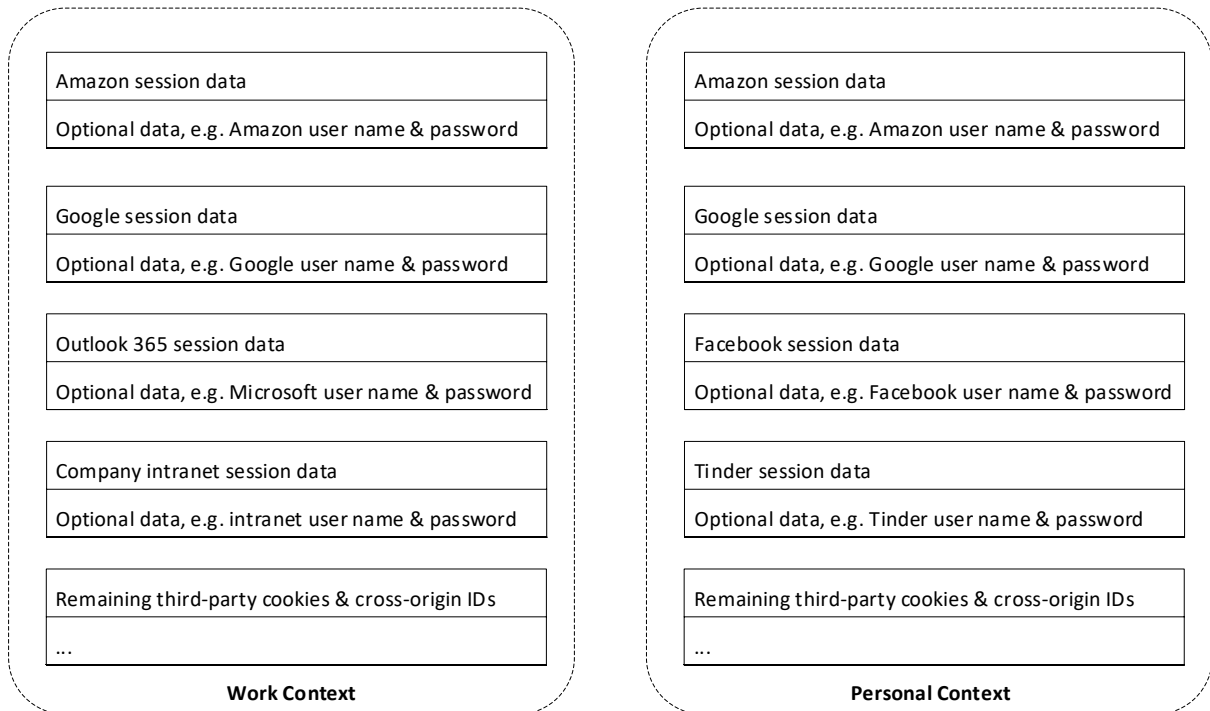 Amazon session data
Optional data, e.g. Amazon user name & password
Google session data
Optional data, e.g. Google user name & password
Outlook 365 session data
Optional data, e.g. Microsoft user name & password
Company intranet session data
Optional data, e.g. intranet user name & password
Remaining third-party cookies & cross-origin IDs
...
Work Context
Amazon session data
Optional data, e.g. Amazon user name & password
Google session data
Optional data, e.g. Google user name & password
Facebook session data
Optional data, e.g. Facebook user name & password
Tinder session data
Optional data, e.g. Tinder user name & password
Remaining third-party cookies & cross-origin IDs
...
Personal Context